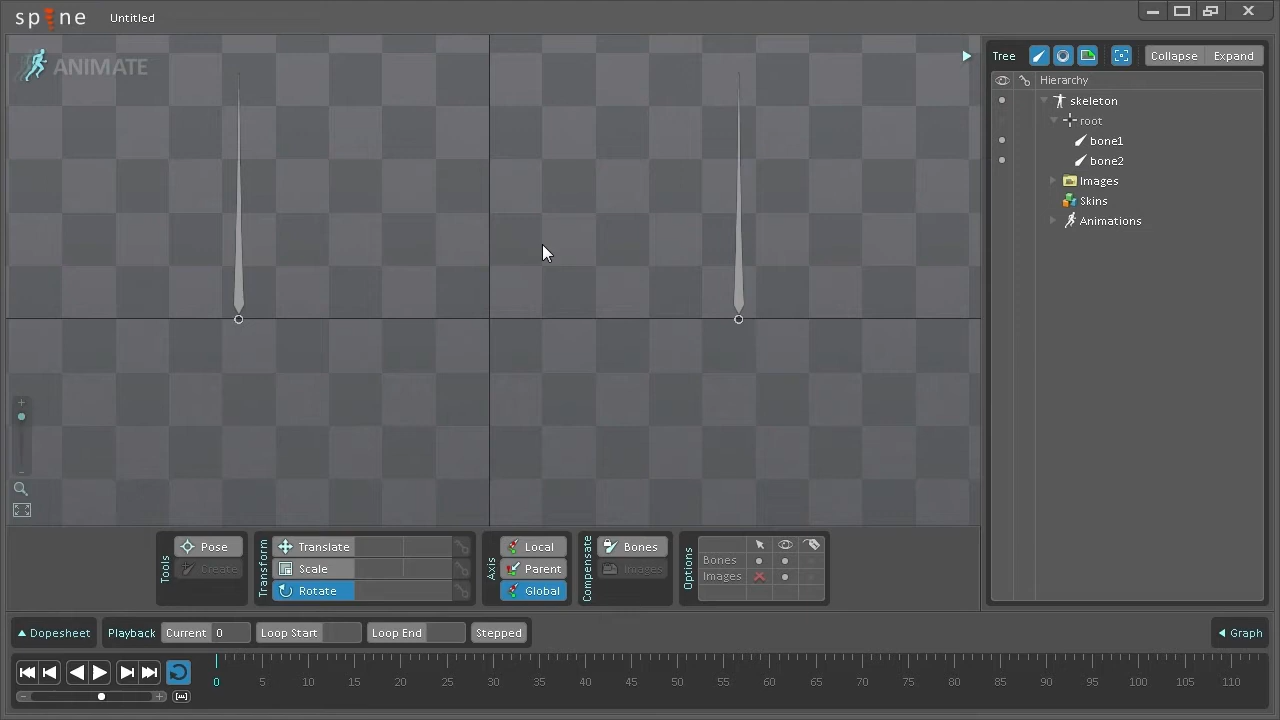 spine Untitled
ANIMATE
Tree Collapse Expand
Hierarchy
skeleton
root
bone1
bone2
Images
Skins
Animations
Tools
Pose
Create
Transform
Translate
Scale
Rotate
Axis
Local
Parent
Global
Compensate
Bones
Images
Options
Bones
Images
Dopesheet Playback Current 0 Loop Start Loop End Stepped Graph
0 5 10 15 20 25 30 35 40 45 50 55 60 65 70 75 80 85 90 95 100 105 110